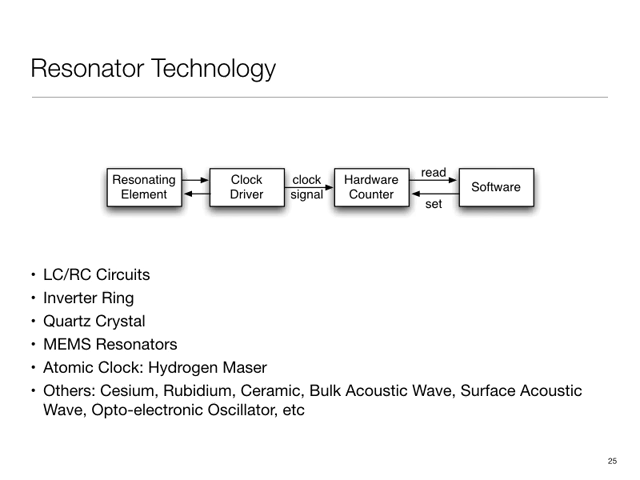 Resonator Technology
Resonating
Element
Clock
Driver
clock
signal
Hardware
Counter
read
set
Software
• LC/RC Circuits
• Inverter Ring
• Quartz Crystal
• MEMS Resonators
• Atomic Clock: Hydrogen Maser
• Others: Cesium, Rubidium, Ceramic, Bulk Acoustic Wave, Surface Acoustic
Wave, Opto-electronic Oscillator, etc
25